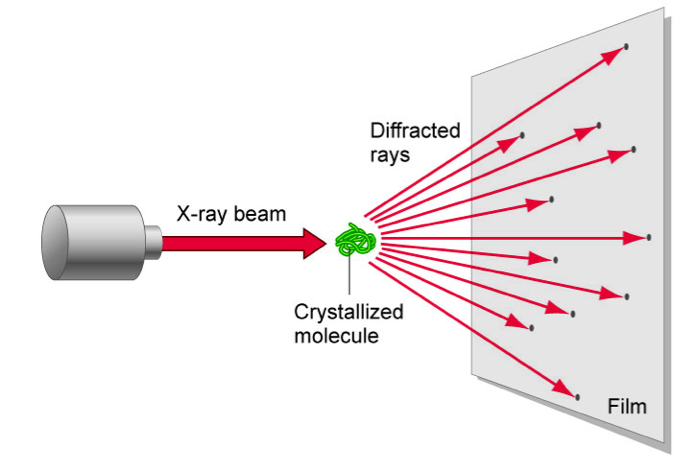 Diffracted
rays
X-ray beam
Crystallized
molecule
Film